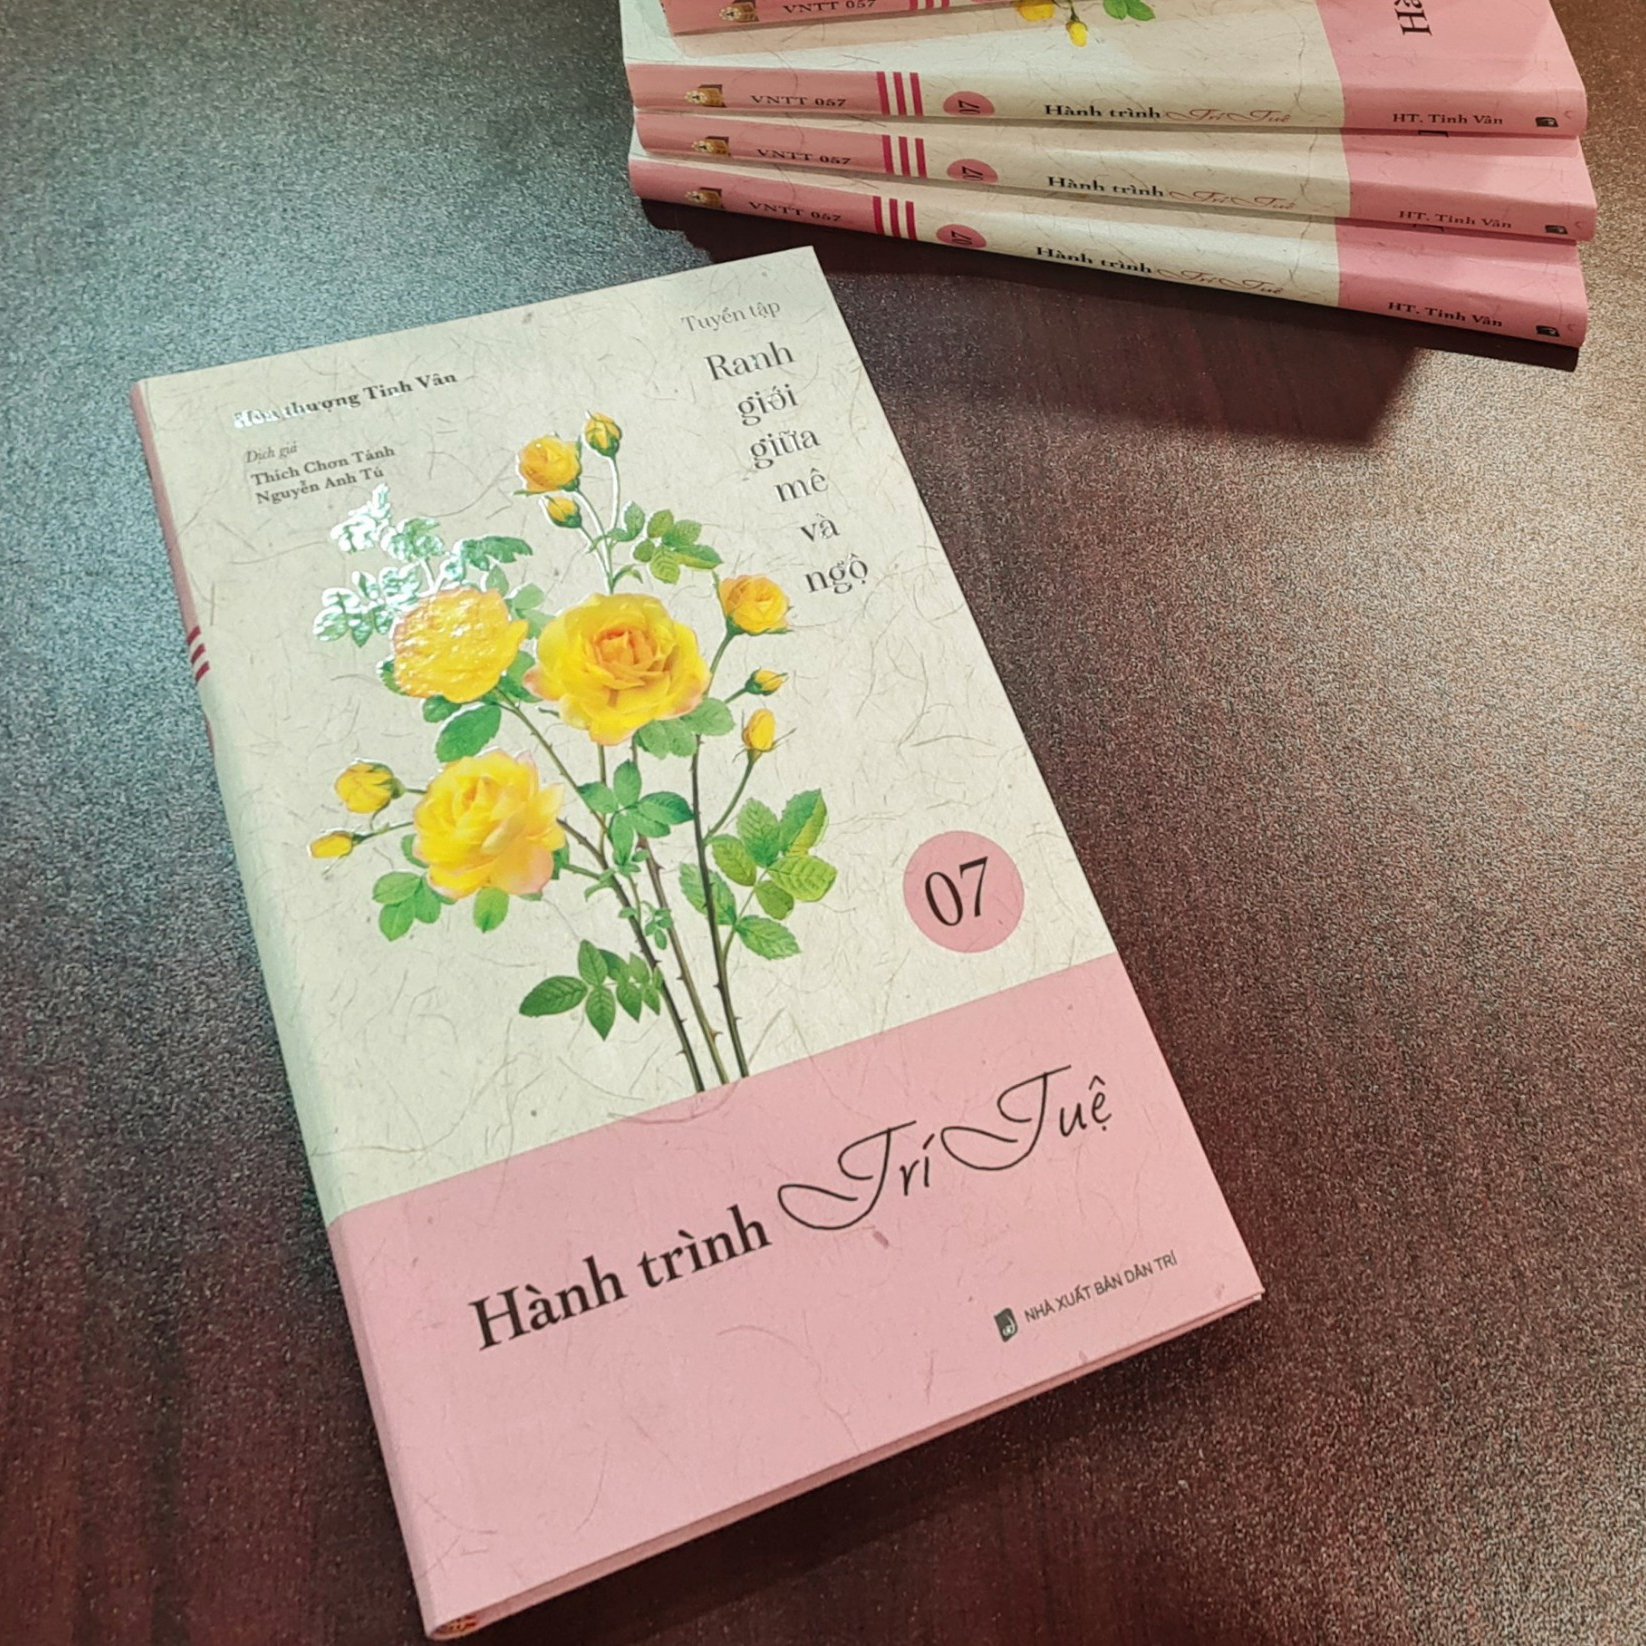 VNTT 057
Hà
VNTT 057 07 Hành trình Trí Tuệ HT. Tinh Vân
VNTT 057 07 Hành trình Trí Tuệ HT. Tinh Vân
VNTT 057 07 Hành trình Trí Tuệ HT. Tinh Vân
Tuyển tập
Ranh
giới
giữa
mê
và
ngộ
Hòa thượng Tinh Vân
Dịch giả
Thích Chơn Tánh
Nguyễn Anh Tú
07
Hành trình Trí Tuệ
NHÀ XUẤT BẢN DÂN TRÍ